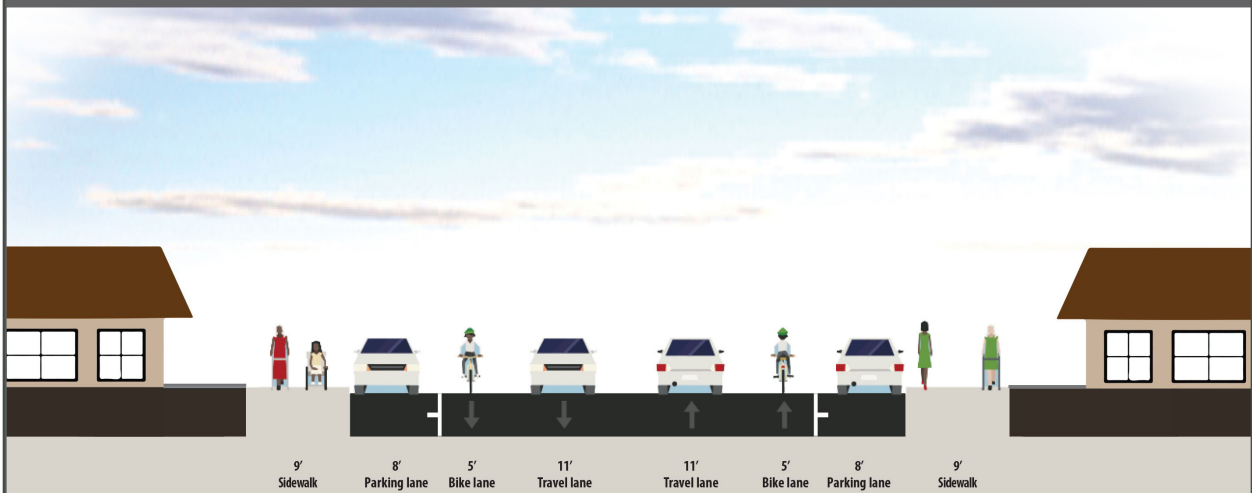 9’ 8’ 5’ 11’ 11’ 5’ 8’ 9’
Sidewalk Parking lane Bike lane Travel lane Travel lane Bike lane Parking lane Sidewalk